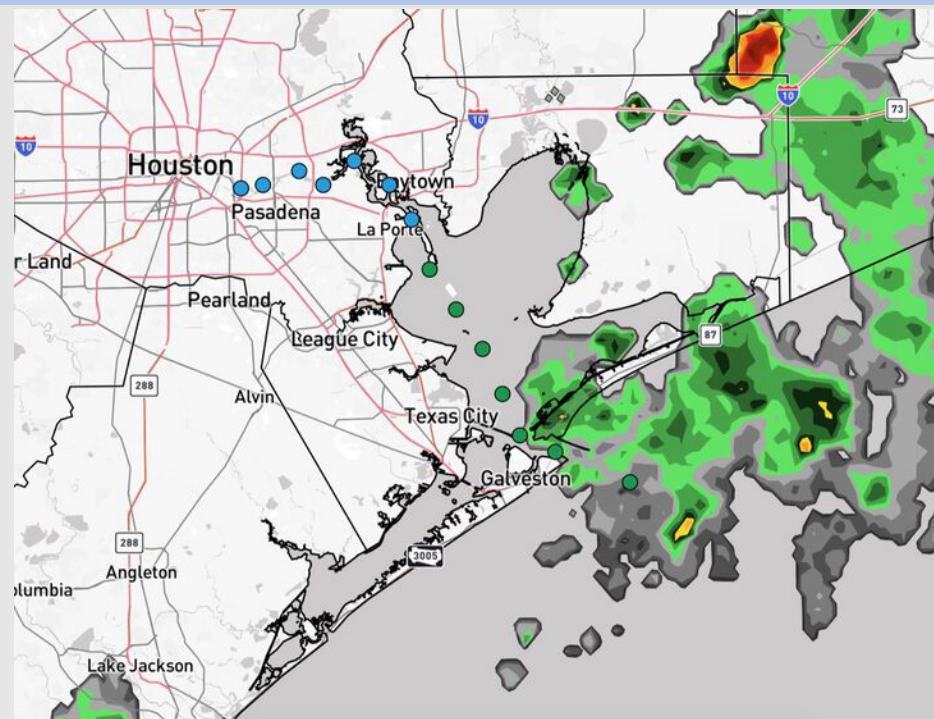 10
73
10
10
Houston
Baytown
Pasadena
La Porte
r Land
Pearland
87
League City
288
Alvin
Texas City
Galveston
288
3005
Angleton
olumbia
Lake Jackson